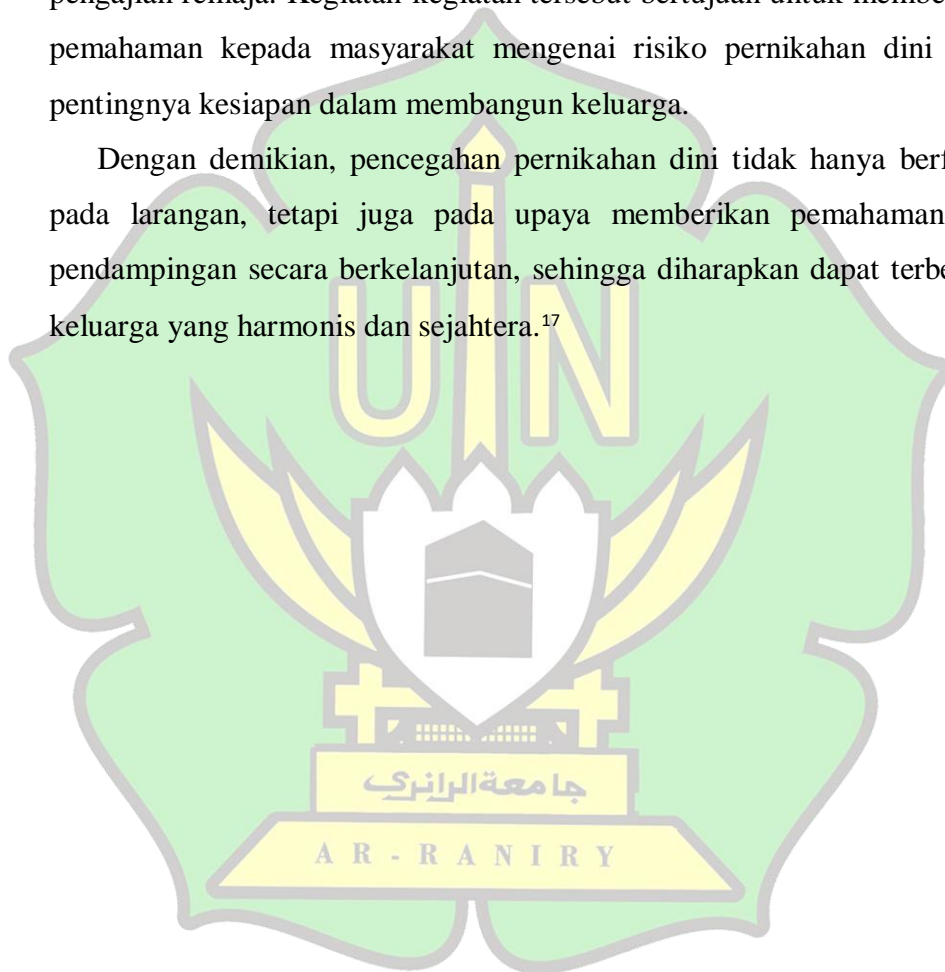 pengajian remaja. Kegiatan-kegiatan tersebut bertujuan untuk membe
pemahaman kepada masyarakat mengenai risiko pernikahan dini
pentingnya kesiapan dalam membangun keluarga.
Dengan demikian, pencegahan pernikahan dini tidak hanya berf
pada larangan, tetapi juga pada upaya memberikan pemahaman
pendampingan secara berkelanjutan, sehingga diharapkan dapat terbe
keluarga yang harmonis dan sejahtera.17
UIN
جامعة الرانري
AR-RANIRY